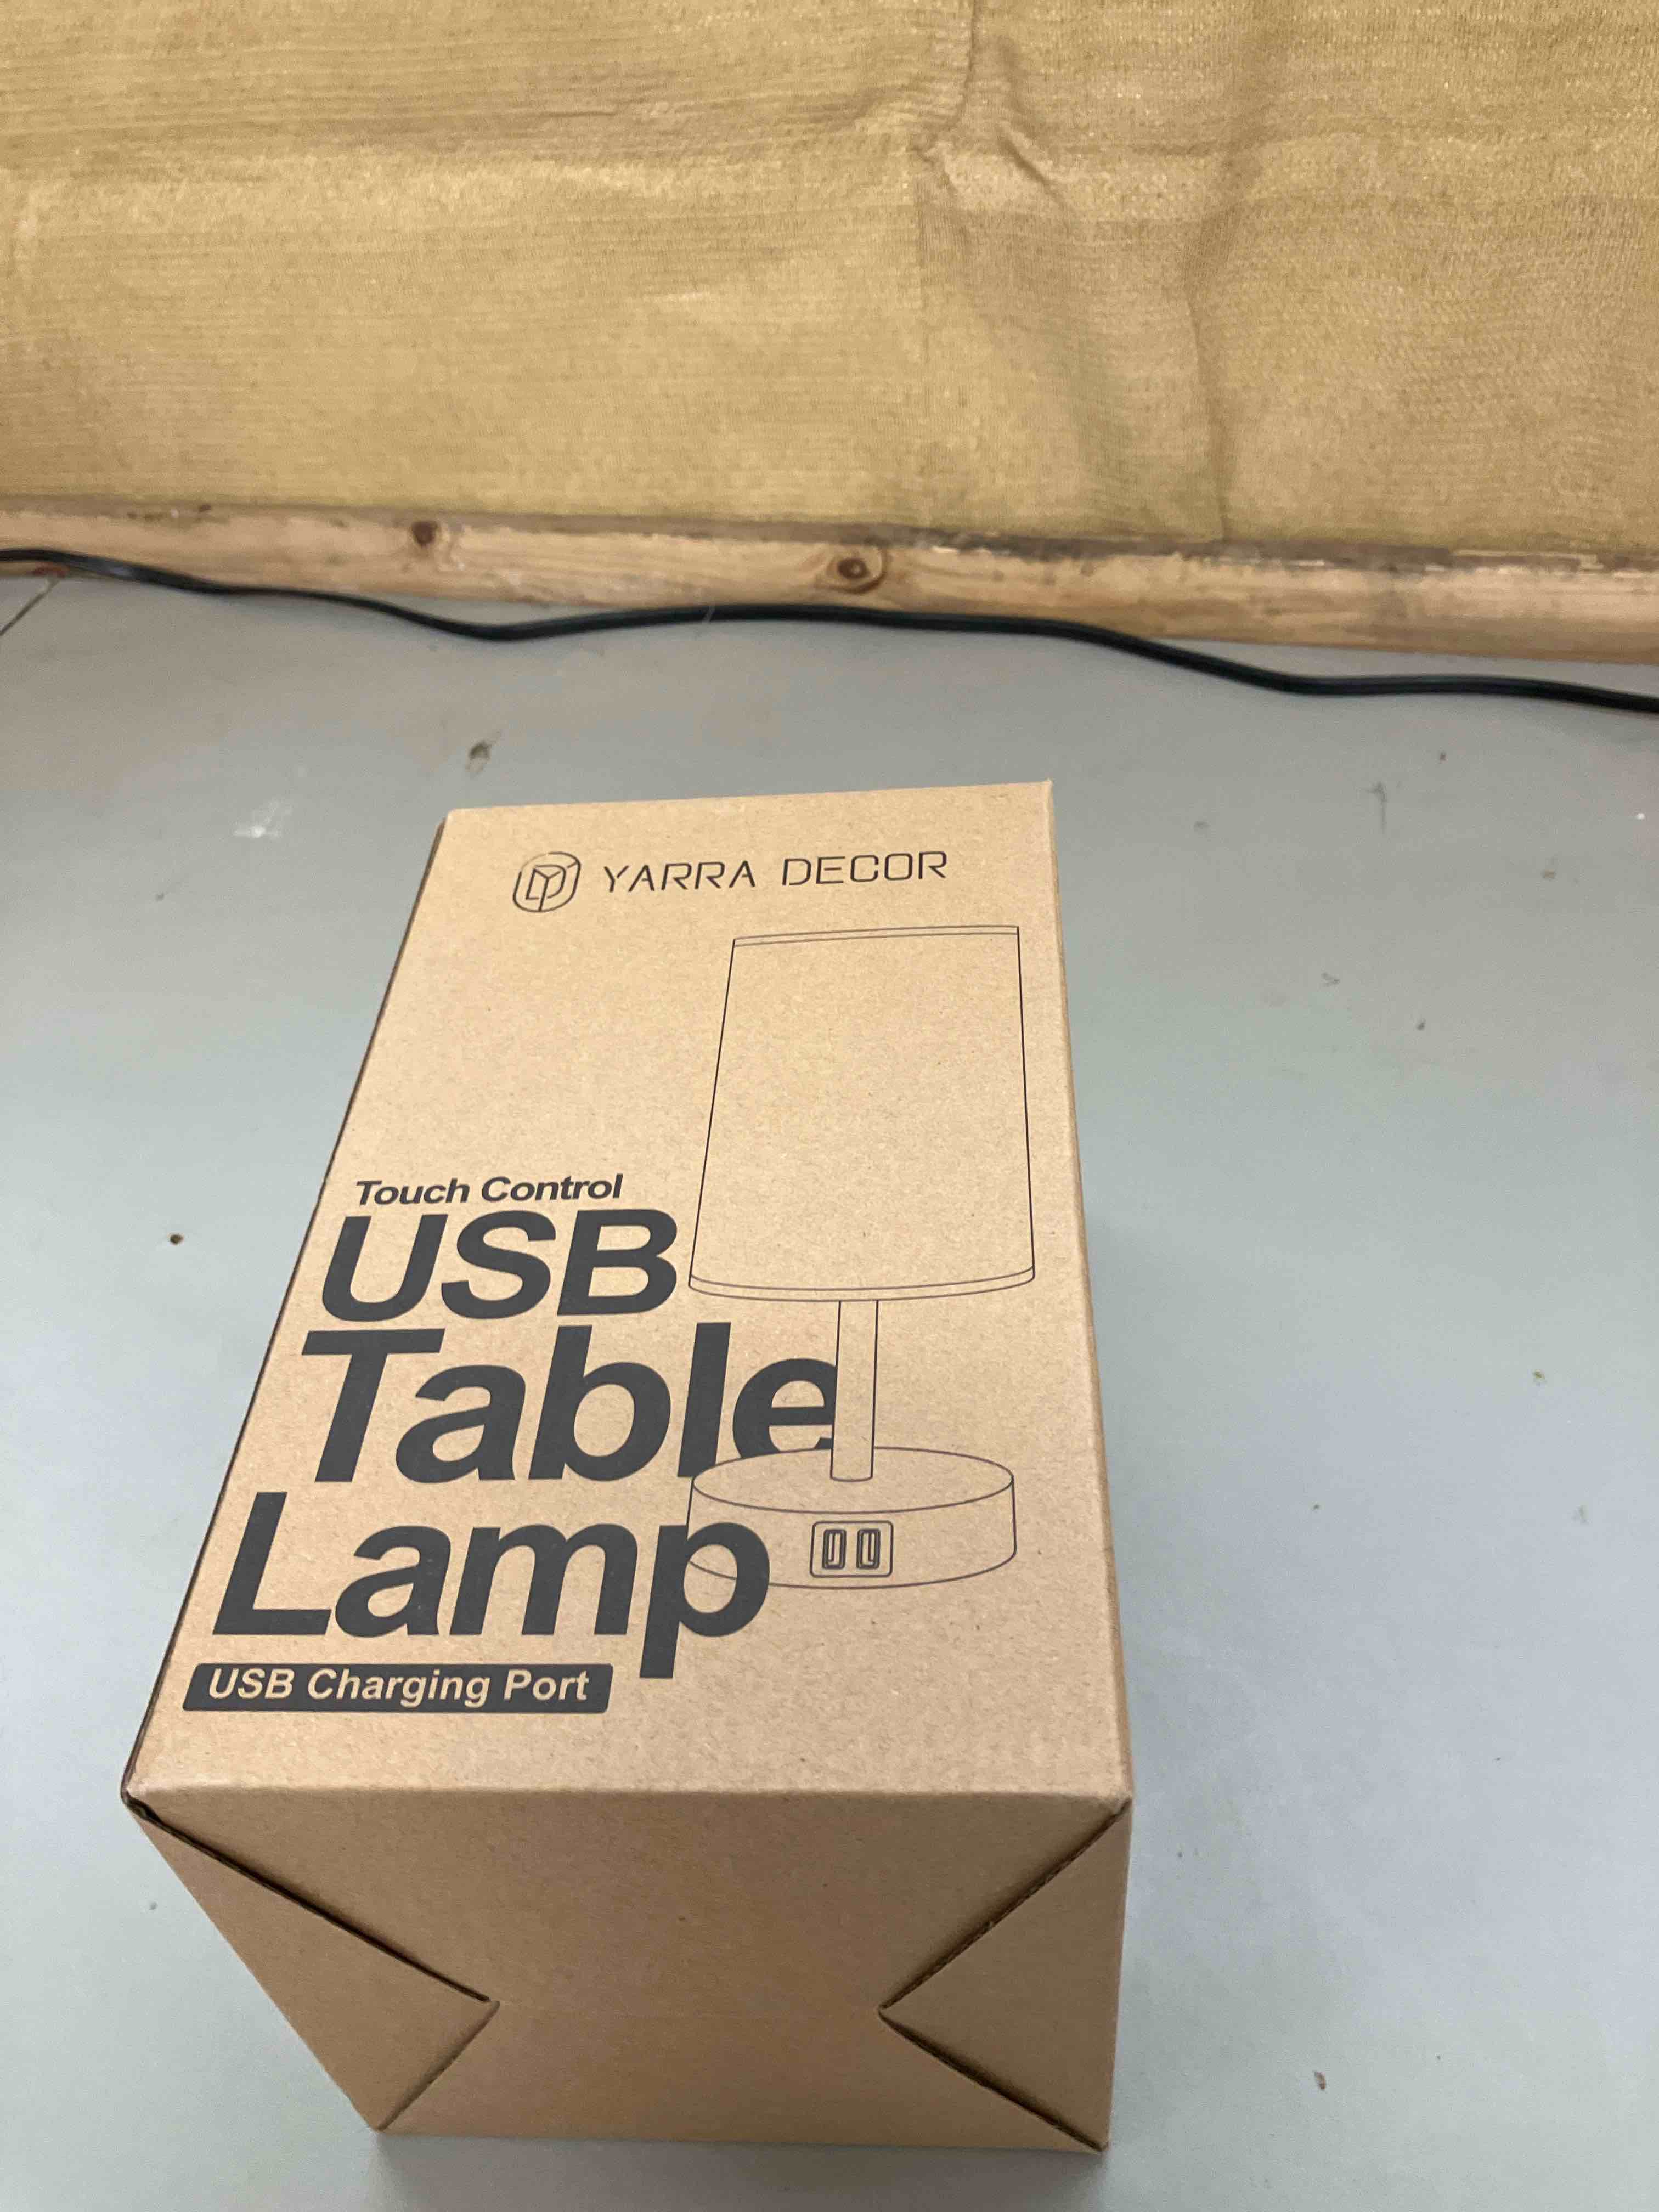 YARRA DECOR
Touch Control
USB
Table
Lamp
USB Charging Port